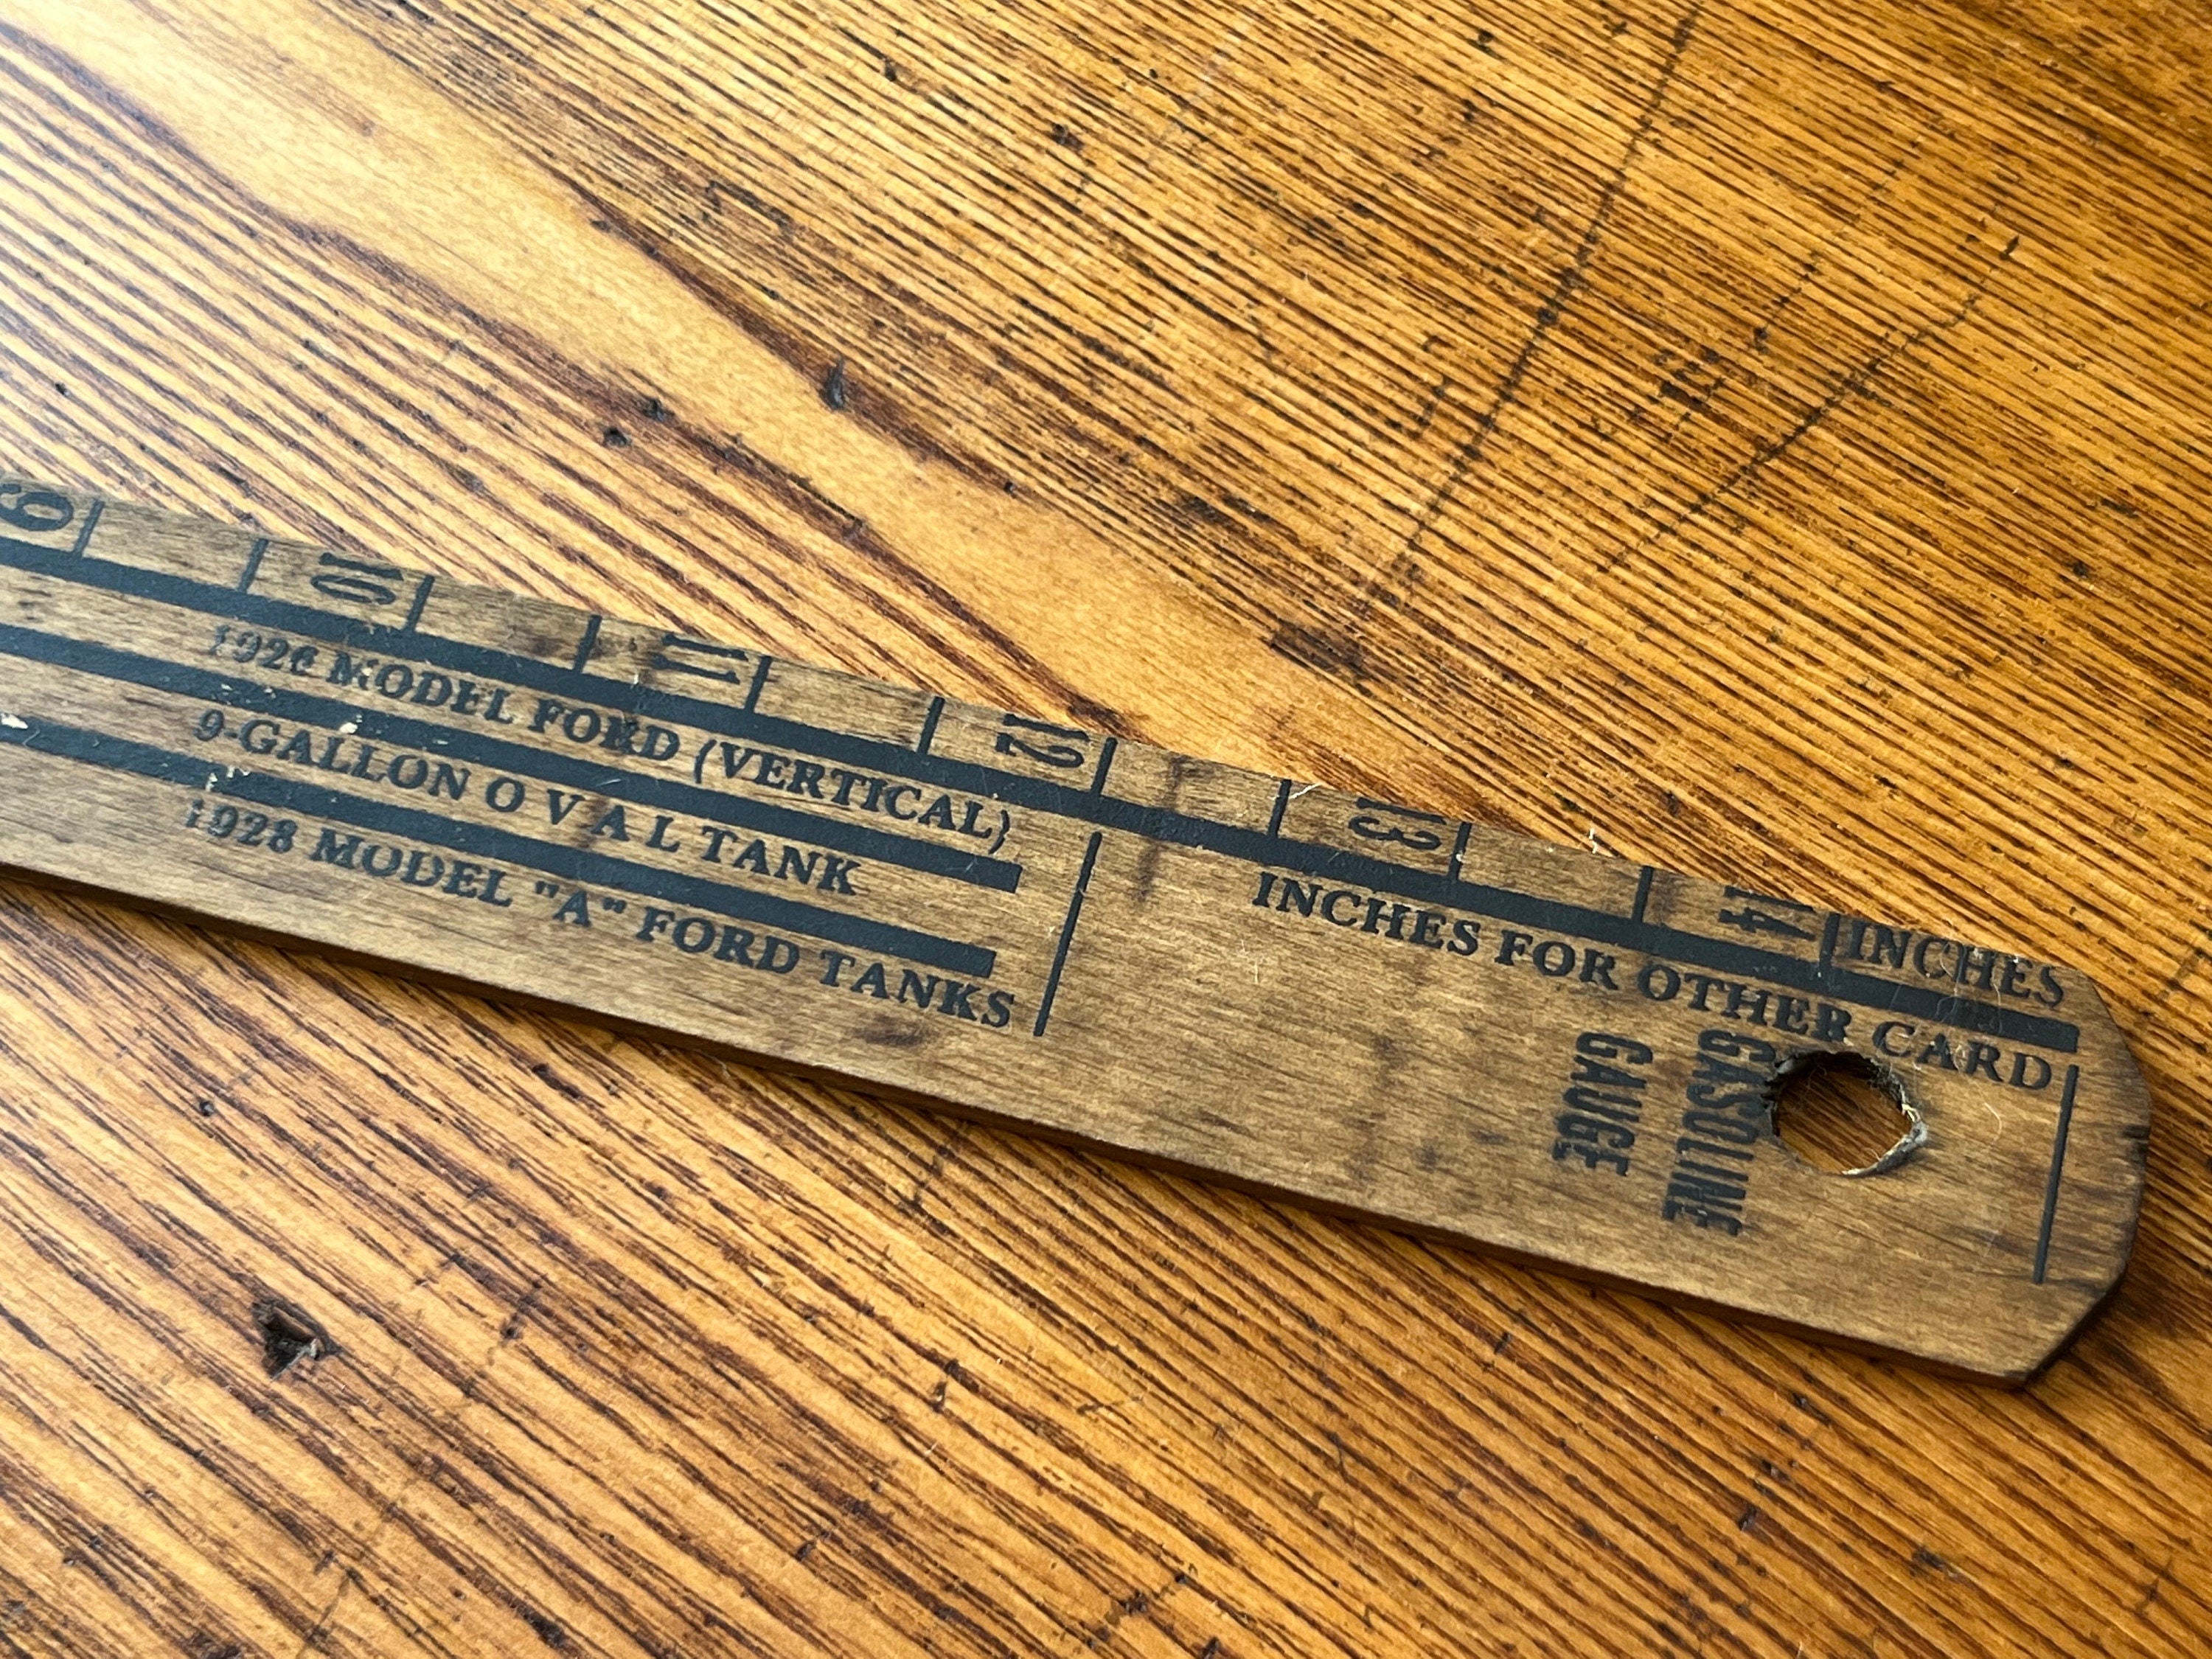 9 10 11 12 13 14 INCHES
1926 MODEL FORD (VERTICAL)
9-GALLON O V A L TANK
1928 MODEL "A" FORD TANKS
INCHES FOR OTHER CARD
GASOLINE
GAUGE